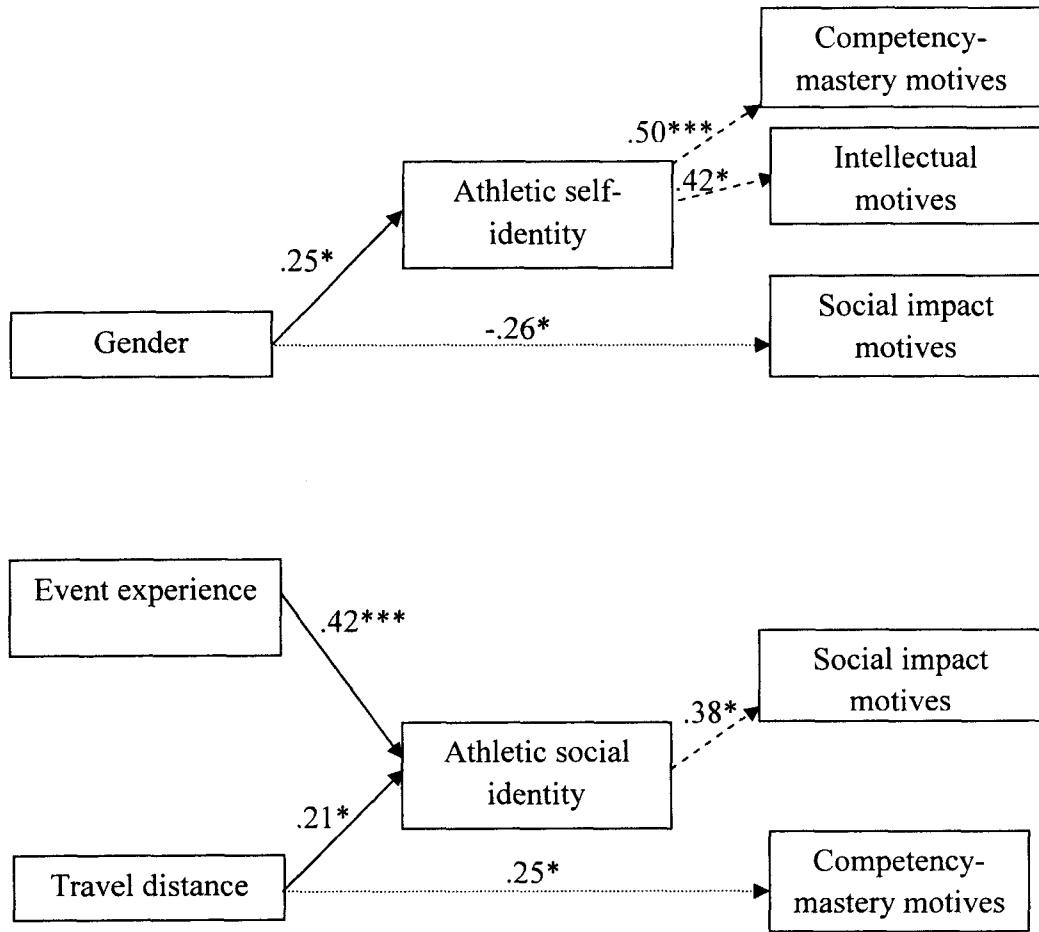 Competency-
mastery motives
.50***
Intellectual
motives
.42*
Athletic self-
identity
.25*
Social impact
motives
-.26*
Gender
Event experience
.42***
Social impact
motives
.38*
Athletic social
identity
.21*
Competency-
mastery motives
.25*
Travel distance